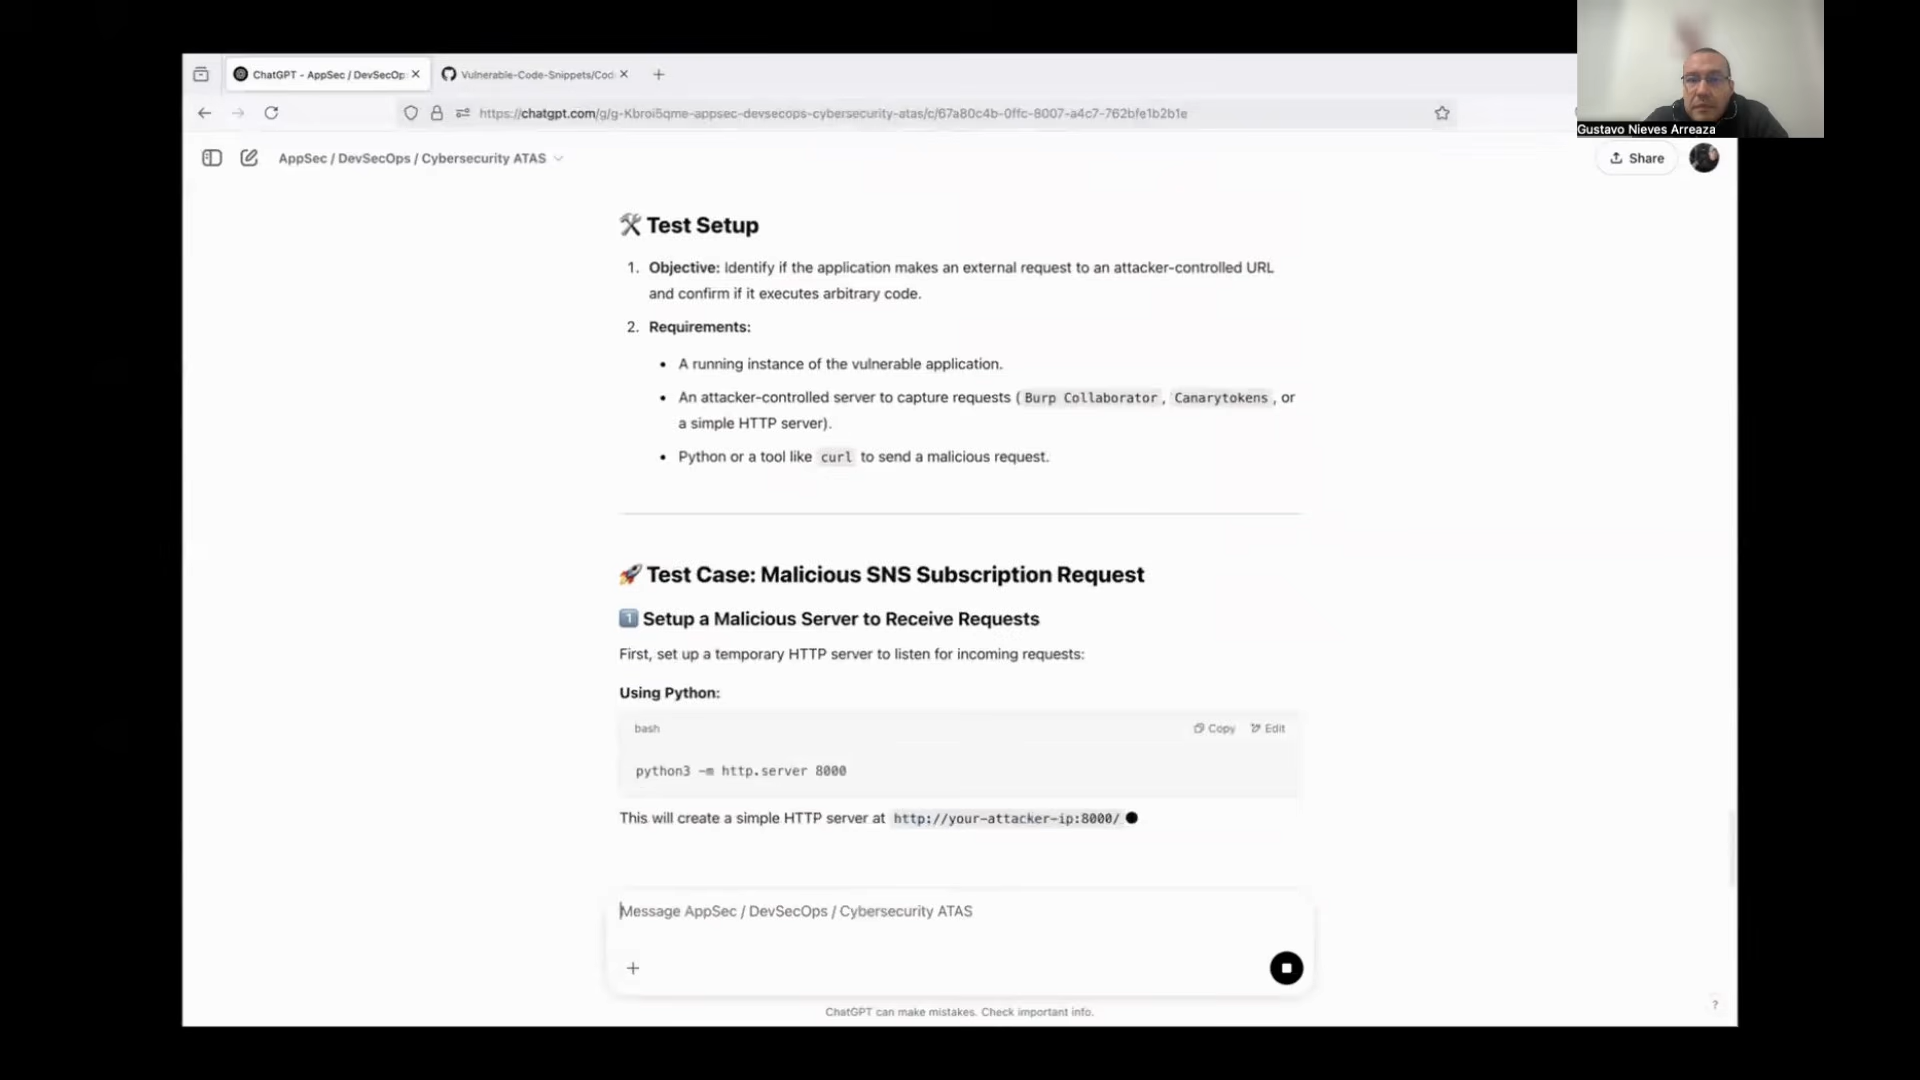 ChatGPT - AppSec / DevSecOp
Vulnerable-Code-Snippets/Cod
https://chatgpt.com/g/g-Kbroi5qme-appsec-devsecops-cybersecurity-atas/c/67a80c4b-0ffc-8007-a4c7-762bfe1b2b1e
Gustavo Nieves Arreaza
AppSec / DevSecOps / Cybersecurity ATAS
Share
🛠 Test Setup
1. Objective: Identify if the application makes an external request to an attacker-controlled URL
and confirm if it executes arbitrary code.
2. Requirements:
• A running instance of the vulnerable application.
• An attacker-controlled server to capture requests ( Burp Collaborator , Canarytokens , or
a simple HTTP server).
• Python or a tool like curl to send a malicious request.
🚀 Test Case: Malicious SNS Subscription Request
1️⃣ Setup a Malicious Server to Receive Requests
First, set up a temporary HTTP server to listen for incoming requests:
Using Python:
bash
Copy
Edit
python3 -m http.server 8000
This will create a simple HTTP server at http://your-attacker-ip:8000/
Message AppSec / DevSecOps / Cybersecurity ATAS
ChatGPT can make mistakes. Check important info.
?